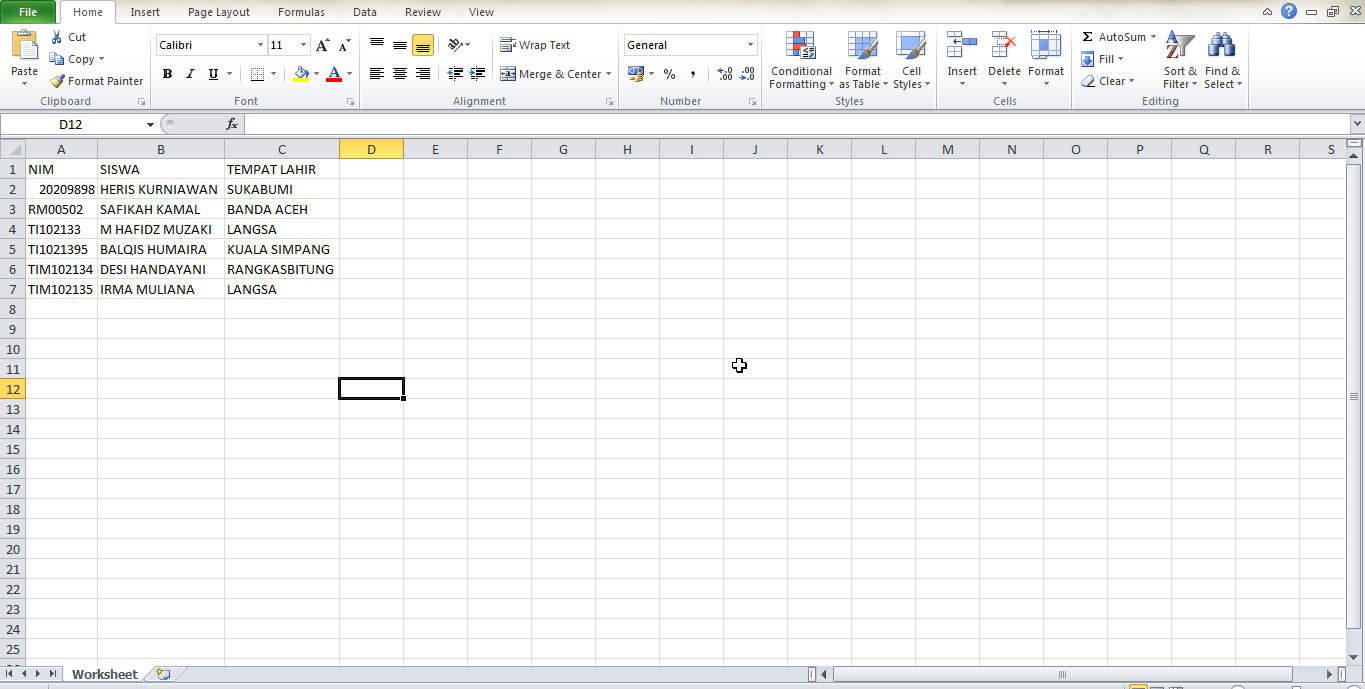 File Home Insert Page Layout Formulas Data Review View
Paste Cut Copy Format Painter Clipboard
Calibri 11 B I U A A A Font
Wrap Text Merge & Center Alignment
General % , .00 .0 Number
Conditional Formatting Format as Table Cell Styles Styles
Insert Delete Format Cells
Σ AutoSum Fill Clear Sort & Filter Find & Select Editing
D12 fx
A B C D E F G H I J K L M N O P Q R S
1 NIM SISWA TEMPAT LAHIR
2 20209898 HERIS KURNIAWAN SUKABUMI
3 RM00502 SAFIKAH KAMAL BANDA ACEH
4 TI102133 M HAFIDZ MUZAKI LANGSA
5 TI1021395 BALQIS HUMAIRA KUALA SIMPANG
6 TIM102134 DESI HANDAYANI RANGKASBITUNG
7 TIM102135 IRMA MULIANA LANGSA
8
9
10
11
12
13
14
15
16
17
18
19
20
21
22
23
24
25
Worksheet